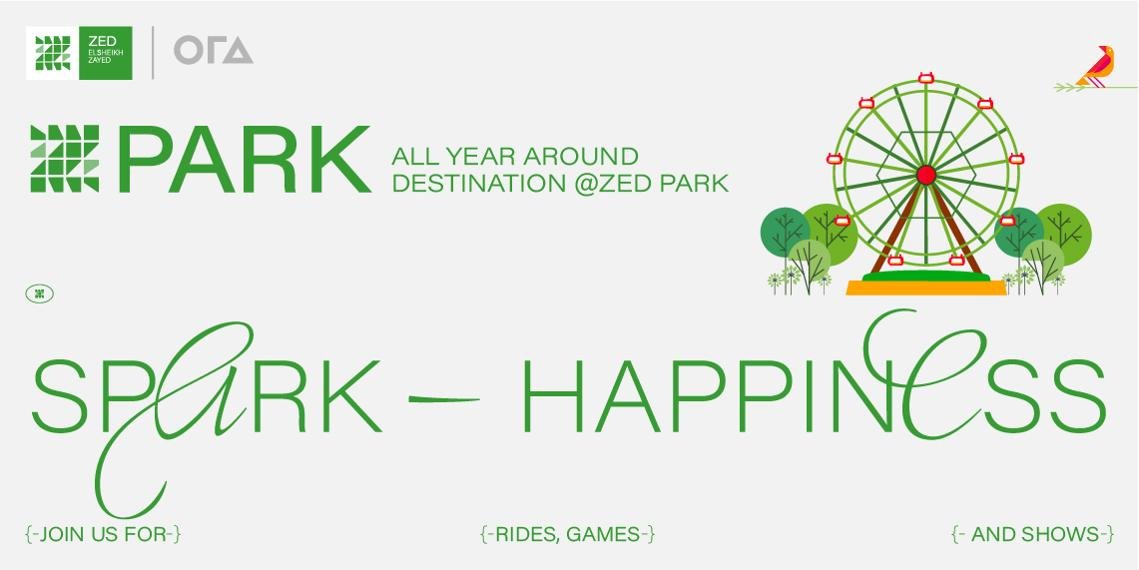 ZED
ELSHEIKH
ZAYED
ORA
PARK
ALL YEAR AROUND
DESTINATION @ZED PARK
SPARK — HAPPINESS
{-JOIN US FOR-}
{-RIDES, GAMES-}
{- AND SHOWS-}